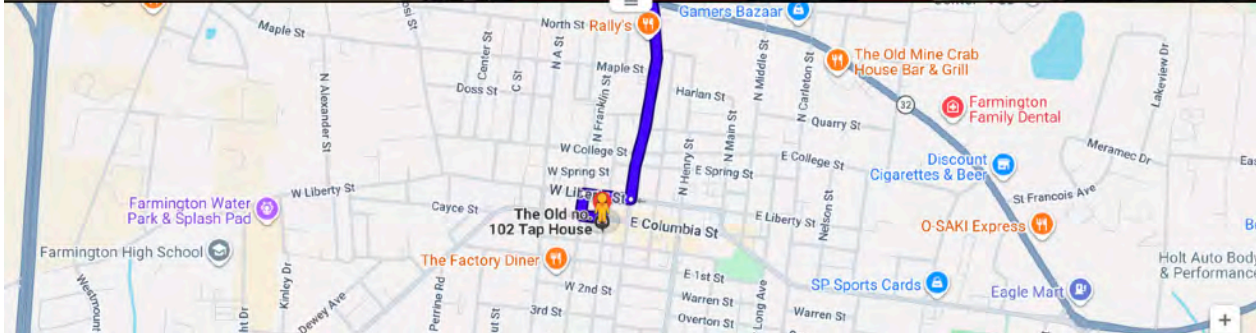 North St
Rally's
Gamers Bazaar
Maple St
N A St
Center St
C St
Maple St
Doss St
N Alexander St
N Franklin St
Harlan St
N Middle St
N Carleton St
The Old Mine Crab
House Bar & Grill
32
Farmington
Family Dental
Lakeview Dr
Quarry St
Meramec Dr
N Main St
W College St
E College St
N Henry St
W Spring St
E Spring St
Discount
Cigarettes & Beer
St Francois Ave
W Liberty St
Farmington Water
Park & Splash Pad
Cayce St
The Old no.
102 Tap House
E Columbia St
E Liberty St
Nelson St
O-SAKI Express
Farmington High School
The Factory Diner
Holt Auto Body
& Performance
Westmount
Kinley Dr
Dewey Ave
Perrine Rd
W 2nd St
3rd St
E 1st St
Warren St
Overton St
Long Ave
SP Sports Cards
Warren St
Eagle Mart
+